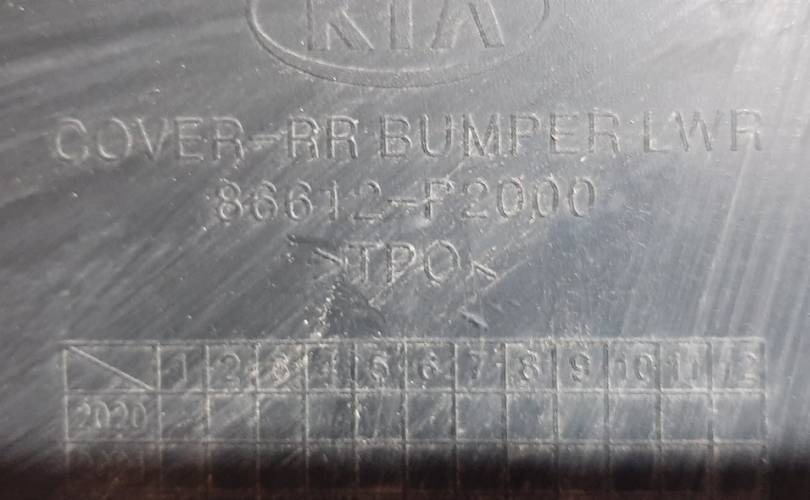 KIA
COVER-RR BUMPER LWR
86612-P2000
>TPO<
1 2 3 4 5 6 7 8 9 10 11 12
2020